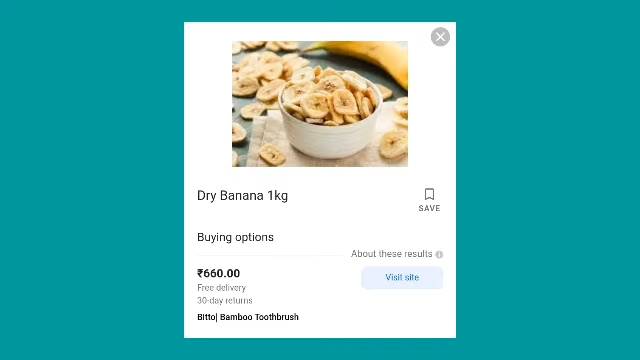 Dry Banana 1kg
SAVE
Buying options
About these results
₹660.00
Visit site
Free delivery
30-day returns
Bitto| Bamboo Toothbrush